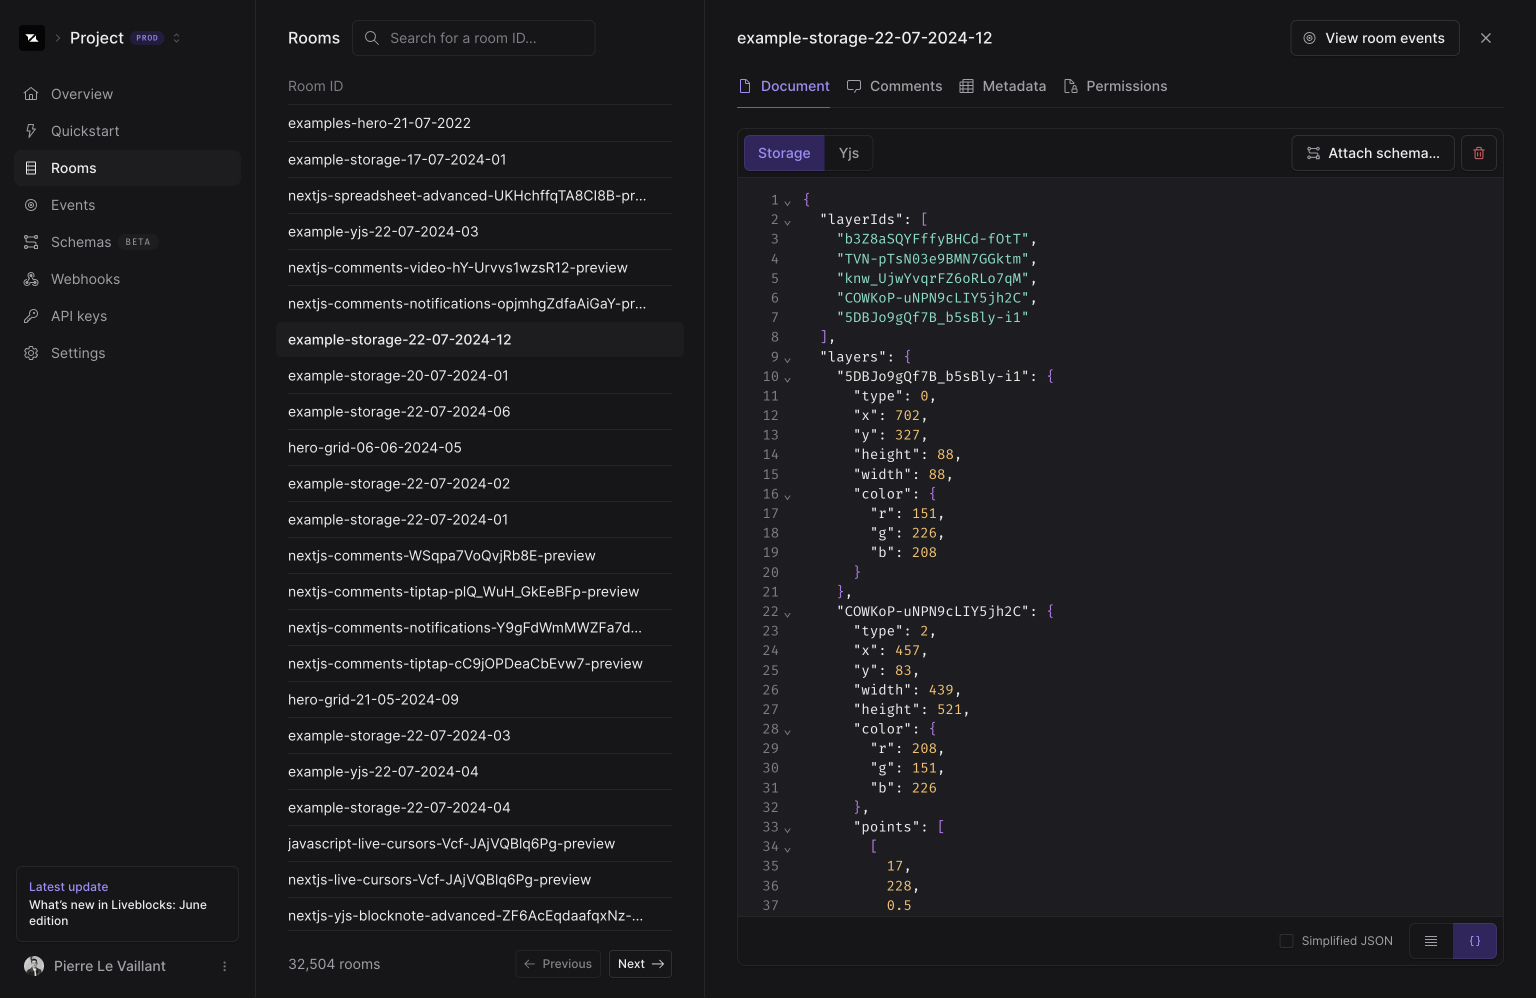 Project PROD
Overview
Quickstart
Rooms
Events
Schemas BETA
Webhooks
API keys
Settings
Latest update
What's new in Liveblocks: June
edition
Pierre Le Vaillant
Rooms
Search for a room ID...
Room ID
examples-hero-21-07-2022
example-storage-17-07-2024-01
nextjs-spreadsheet-advanced-UKHchffqTA8CI8B-pr...
example-yjs-22-07-2024-03
nextjs-comments-video-hY-Urvvs1wzsR12-preview
nextjs-comments-notifications-opjmhgZdfaAiGaY-pr...
example-storage-22-07-2024-12
example-storage-20-07-2024-01
example-storage-22-07-2024-06
hero-grid-06-06-2024-05
example-storage-22-07-2024-02
example-storage-22-07-2024-01
nextjs-comments-WSqpa7VoQvjRb8E-preview
nextjs-comments-tiptap-pIQ_WuH_GkEeBFp-preview
nextjs-comments-notifications-Y9gFdWmMWZFa7d...
nextjs-comments-tiptap-cC9jOPDeaCbEvw7-preview
hero-grid-21-05-2024-09
example-storage-22-07-2024-03
example-yjs-22-07-2024-04
example-storage-22-07-2024-04
javascript-live-cursors-Vcf-JAjVQBlq6Pg-preview
nextjs-live-cursors-Vcf-JAjVQBlq6Pg-preview
nextjs-yjs-blocknote-advanced-ZF6AcEqdaafqxNz-...
32,504 rooms
Previous
Next
example-storage-22-07-2024-12
View room events
Document
Comments
Metadata
Permissions
Storage
Yjs
Attach schema...
1 {
2 "layerIds": [
3 "b3Z8aSQYFffyBHCd-fOtT",
4 "TVN-pTsN03e9BMN7GGktm",
5 "knw_UjwYvqrFZ6oRLo7qM",
6 "COWKoP-uNPN9cLIY5jh2C",
7 "5DBJo9gQf7B_b5sBly-i1"
8 ],
9 "layers": {
10 "5DBJo9gQf7B_b5sBly-i1": {
11 "type": 0,
12 "x": 702,
13 "y": 327,
14 "height": 88,
15 "width": 88,
16 "color": {
17 "r": 151,
18 "g": 226,
19 "b": 208
20 }
21 },
22 "COWKoP-uNPN9cLIY5jh2C": {
23 "type": 2,
24 "x": 457,
25 "y": 83,
26 "width": 439,
27 "height": 521,
28 "color": {
29 "r": 208,
30 "g": 151,
31 "b": 226
32 },
33 "points": [
34 [
35 17,
36 228,
37 0.5
Simplified JSON
{}